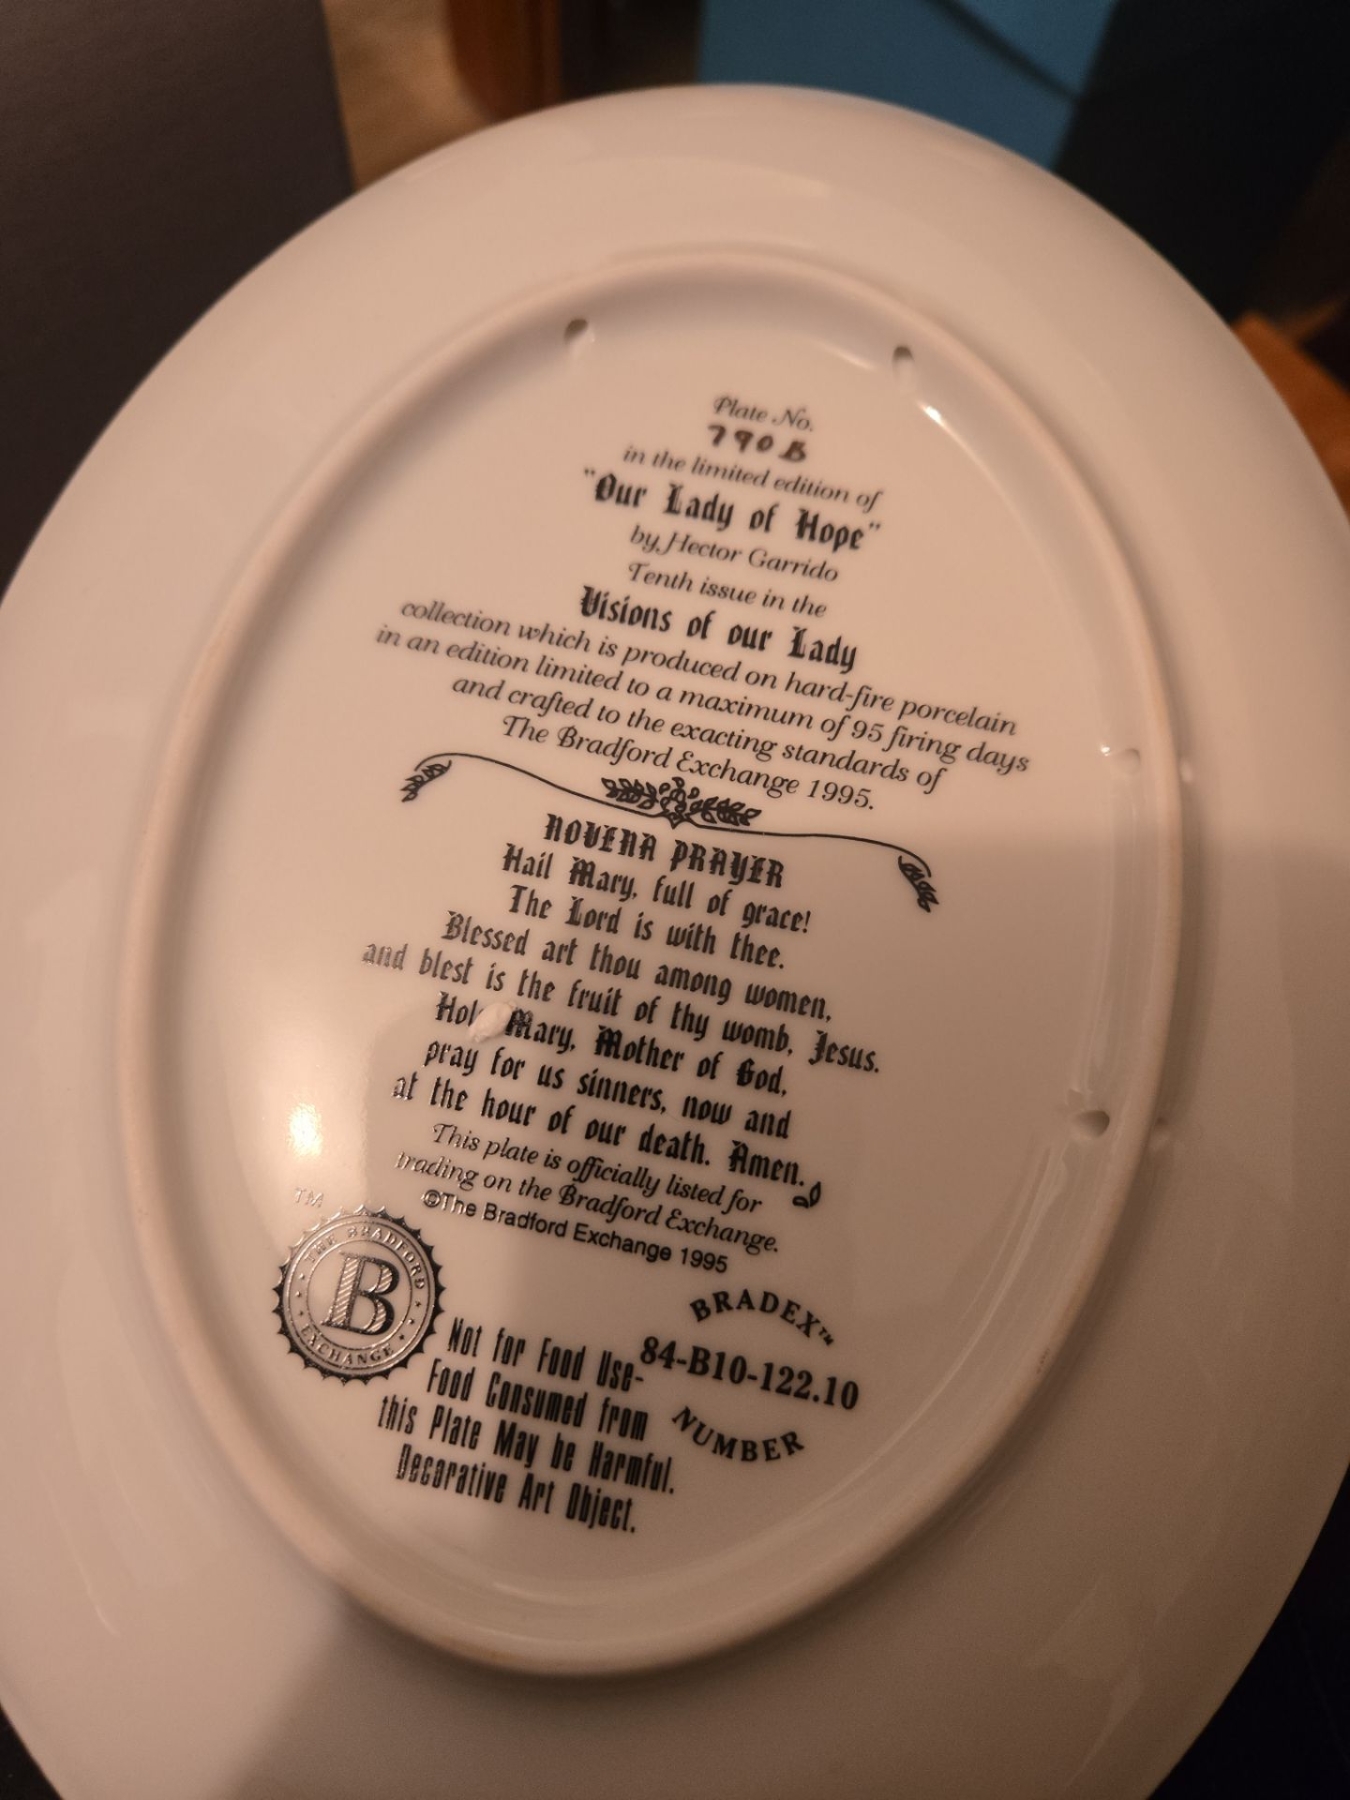 Plate No.
790B
in the limited edition of
"Our Lady of Hope"
by Hector Garrido
Tenth issue in the
Visions of our Lady
collection which is produced on hard-fire porcelain
in an edition limited to a maximum of 95 firing days
and crafted to the exacting standards of
The Bradford Exchange 1995.
NOVENA PRAYER
Hail Mary, full of grace!
The Lord is with thee.
Blessed art thou among women,
and blest is the fruit of thy womb, Jesus.
Hol Mary, Mother of God,
pray for us sinners, now and
at the hour of our death. Amen.
This plate is officially listed for
trading on the Bradford Exchange.
©The Bradford Exchange 1995
TM
THE BRADFORD
B
EXCHANGE
BRADEX™
84-B10-122.10
NUMBER
Not for Food Use-
Food Consumed from
this Plate May be Harmful.
Decorative Art Object.